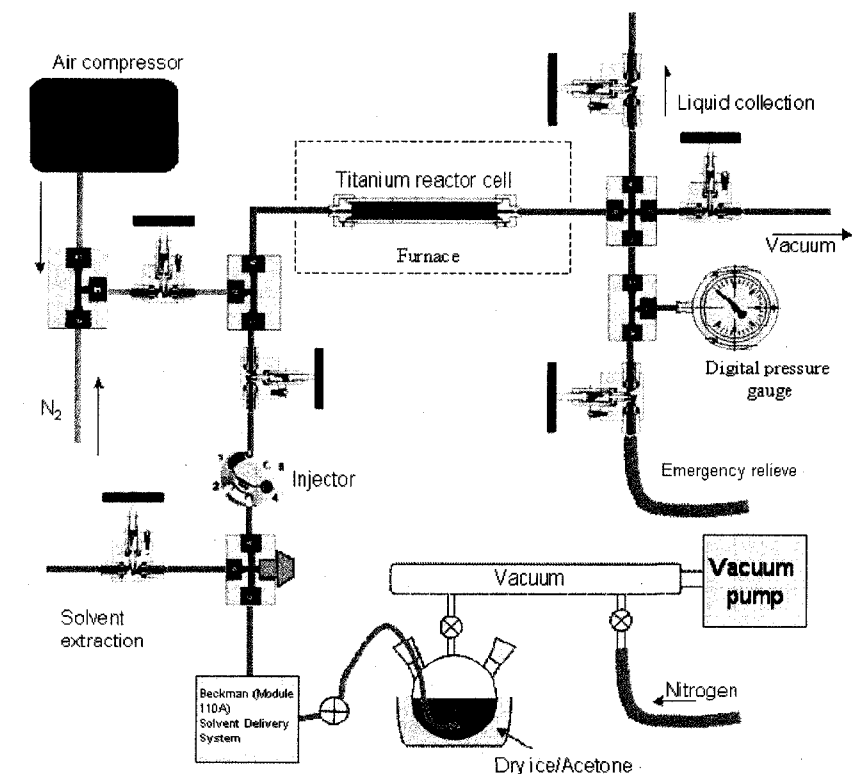 Air compressor
Liquid collection
Titanium reactor cell
Furnace
Vacuum
Digital pressure
gauge
N2
Injector
Emergency relieve
Solvent
extraction
Vacuum
Vacuum
pump
Beckman (Module
110A)
Solvent Delivery
System
Nitrogen
Dry ice/Acetone